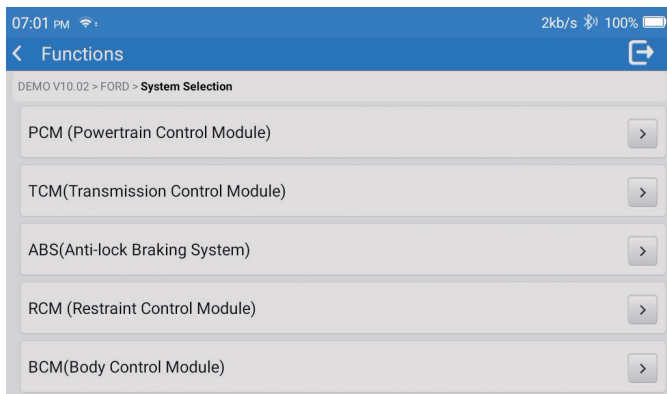 07:01 PM 2kb/s 100%
Functions
DEMO V10.02 > FORD > System Selection
PCM (Powertrain Control Module)
TCM(Transmission Control Module)
ABS(Anti-lock Braking System)
RCM (Restraint Control Module)
BCM(Body Control Module)